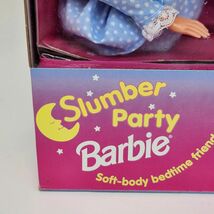 Slumber
Party
Barbie
Soft-body bedtime friend